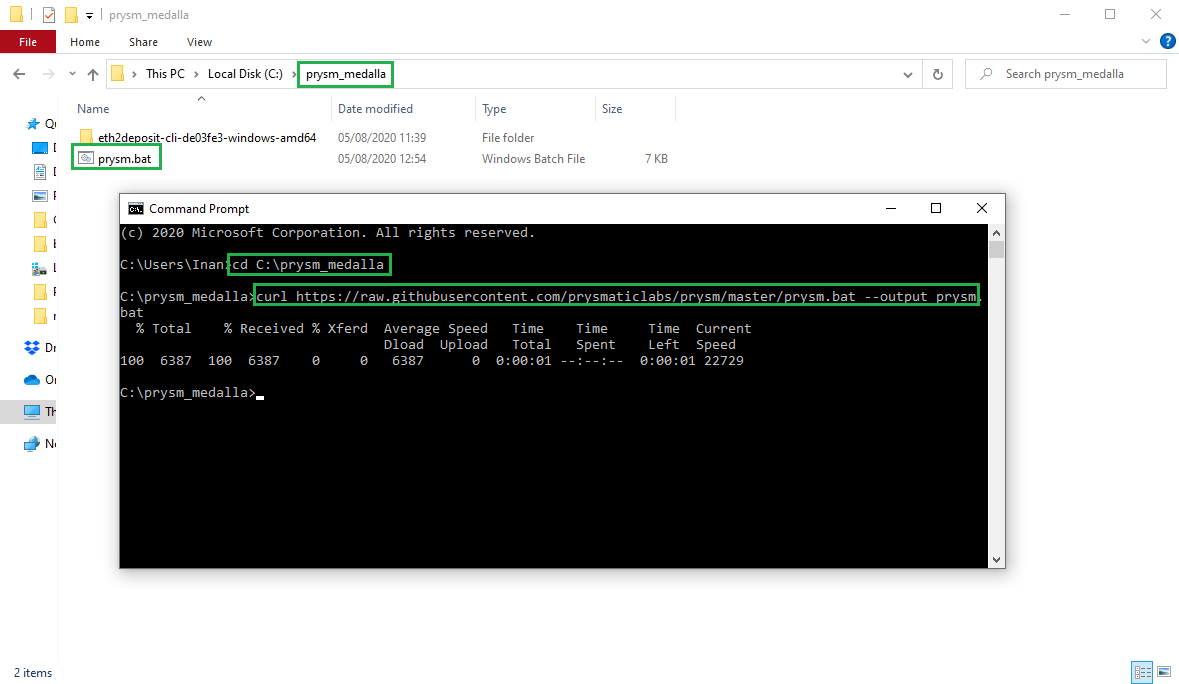 prysm_medalla
File Home Share View
This PC Local Disk (C:) prysm_medalla Search prysm_medalla
Name Date modified Type Size
eth2deposit-cli-de03fe3-windows-amd64 05/08/2020 11:39 File folder
prysm.bat 05/08/2020 12:54 Windows Batch File 7 KB
Command Prompt
(c) 2020 Microsoft Corporation. All rights reserved.
C:\Users\Inan>cd C:\prysm_medalla
C:\prysm_medalla>curl https://raw.githubusercontent.com/prysmaticlabs/prysm/master/prysm.bat --output prysm.
bat
% Total % Received % Xferd Average Speed Time Time Time Current
Dload Upload Total Spent Left Speed
100 6387 100 6387 0 0 6387 0 0:00:01 --:--:-- 0:00:01 22729
C:\prysm_medalla>
2 items